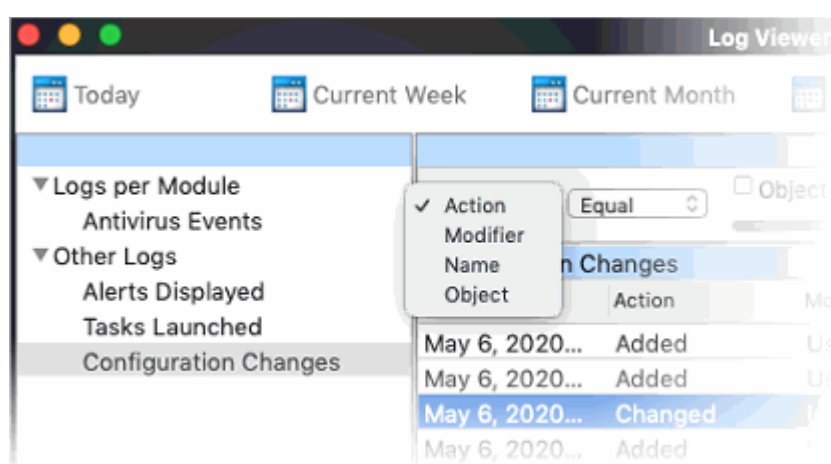 Log Viewer
Today
Current Week
Current Month
Logs per Module
Antivirus Events
Other Logs
Alerts Displayed
Tasks Launched
Configuration Changes
✓ Action
Modifier
Name
Object
Equal
Object
n Changes
Action
May 6, 2020... Added
May 6, 2020... Added
May 6, 2020... Changed
May 6, 2020... Added